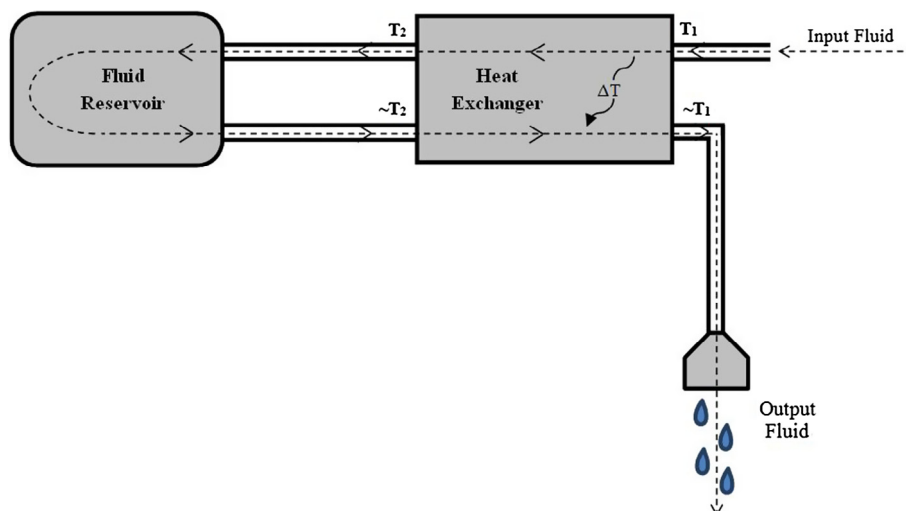 T₂
T₁
Input Fluid
Fluid
Reservoir
Heat
Exchanger
ΔT
~T₂
~T₁
Output
Fluid